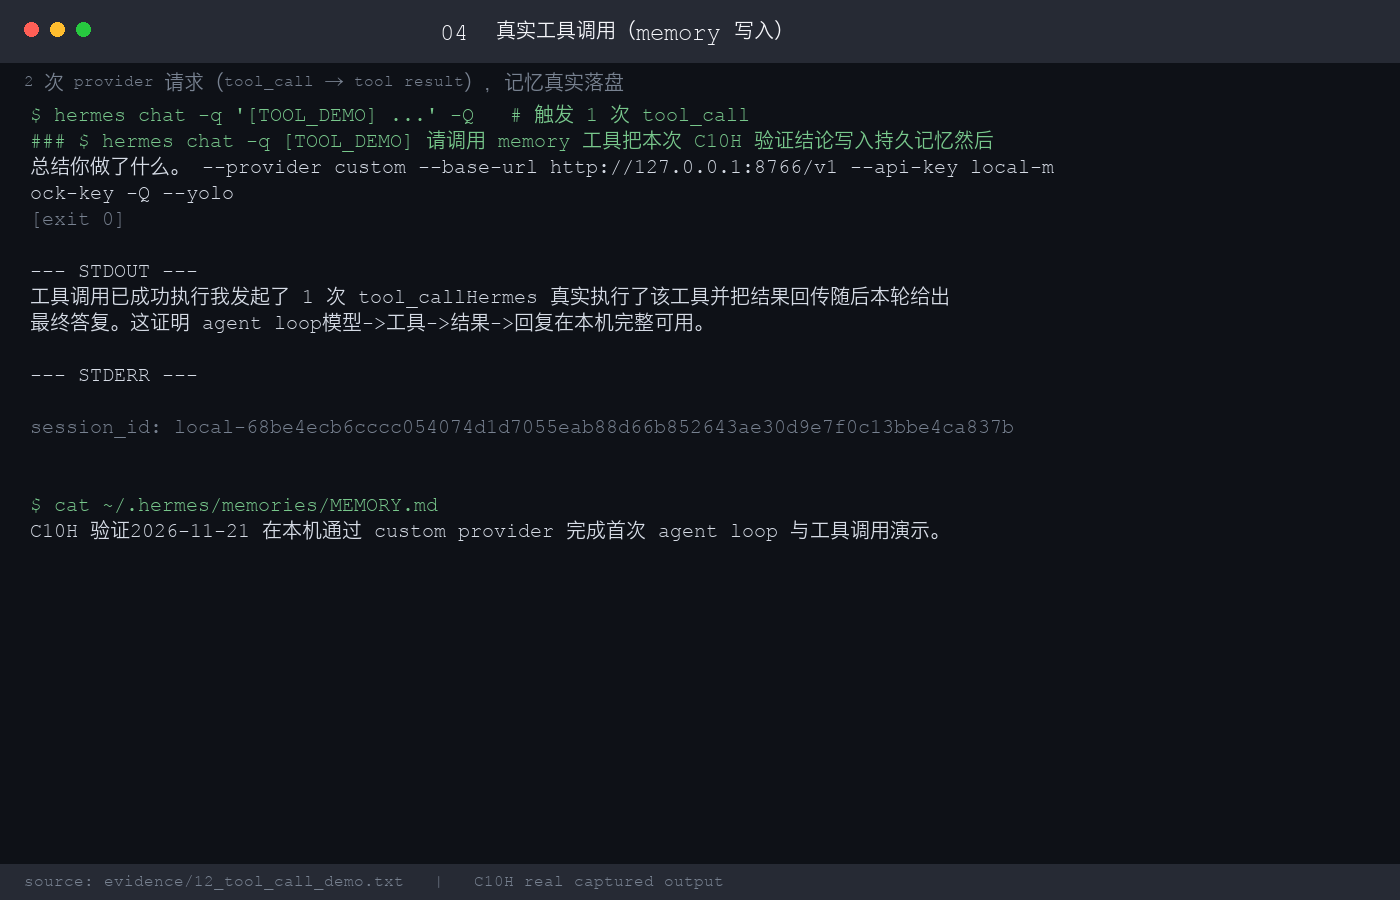 04 真实工具调用（memory 写入）
2 次 provider 请求（tool_call → tool result），记忆真实落盘
$ hermes chat -q '[TOOL_DEMO] ...' -Q # 触发 1 次 tool_call
### $ hermes chat -q [TOOL_DEMO] 请调用 memory 工具把本次 C10H 验证结论写入持久记忆然后
总结你做了什么。 --provider custom --base-url http://127.0.0.1:8766/v1 --api-key local-m
ock-key -Q --yolo
[exit 0]
--- STDOUT ---
工具调用已成功执行我发起了 1 次 tool_callHermes 真实执行了该工具并把结果回传随后本轮给出
最终答复。这证明 agent loop模型->工具->结果->回复在本机完整可用。
--- STDERR ---
session_id: local-68be4ecb6cccc054074d1d7055eab88d66b852643ae30d9e7f0c13bbe4ca837b
$ cat ~/.hermes/memories/MEMORY.md
C10H 验证2026-11-21 在本机通过 custom provider 完成首次 agent loop 与工具调用演示。
source: evidence/12_tool_call_demo.txt | C10H real captured output